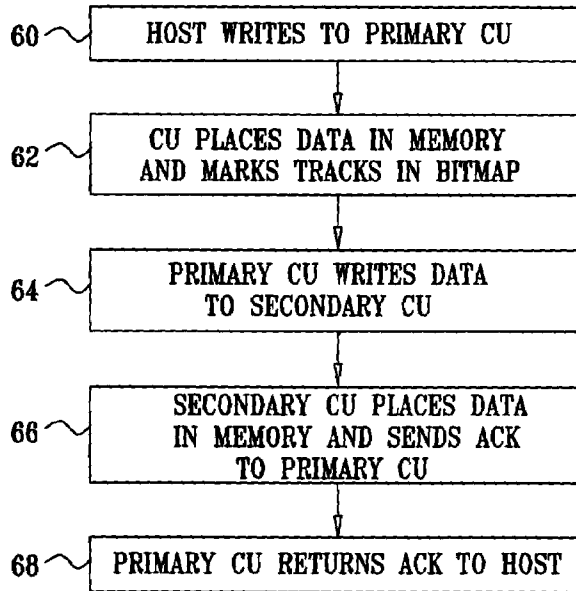 60 HOST WRITES TO PRIMARY CU
62 CU PLACES DATA IN MEMORY
AND MARKS TRACKS IN BITMAP
64 PRIMARY CU WRITES DATA
TO SECONDARY CU
66 SECONDARY CU PLACES DATA
IN MEMORY AND SENDS ACK
TO PRIMARY CU
68 PRIMARY CU RETURNS ACK TO HOST